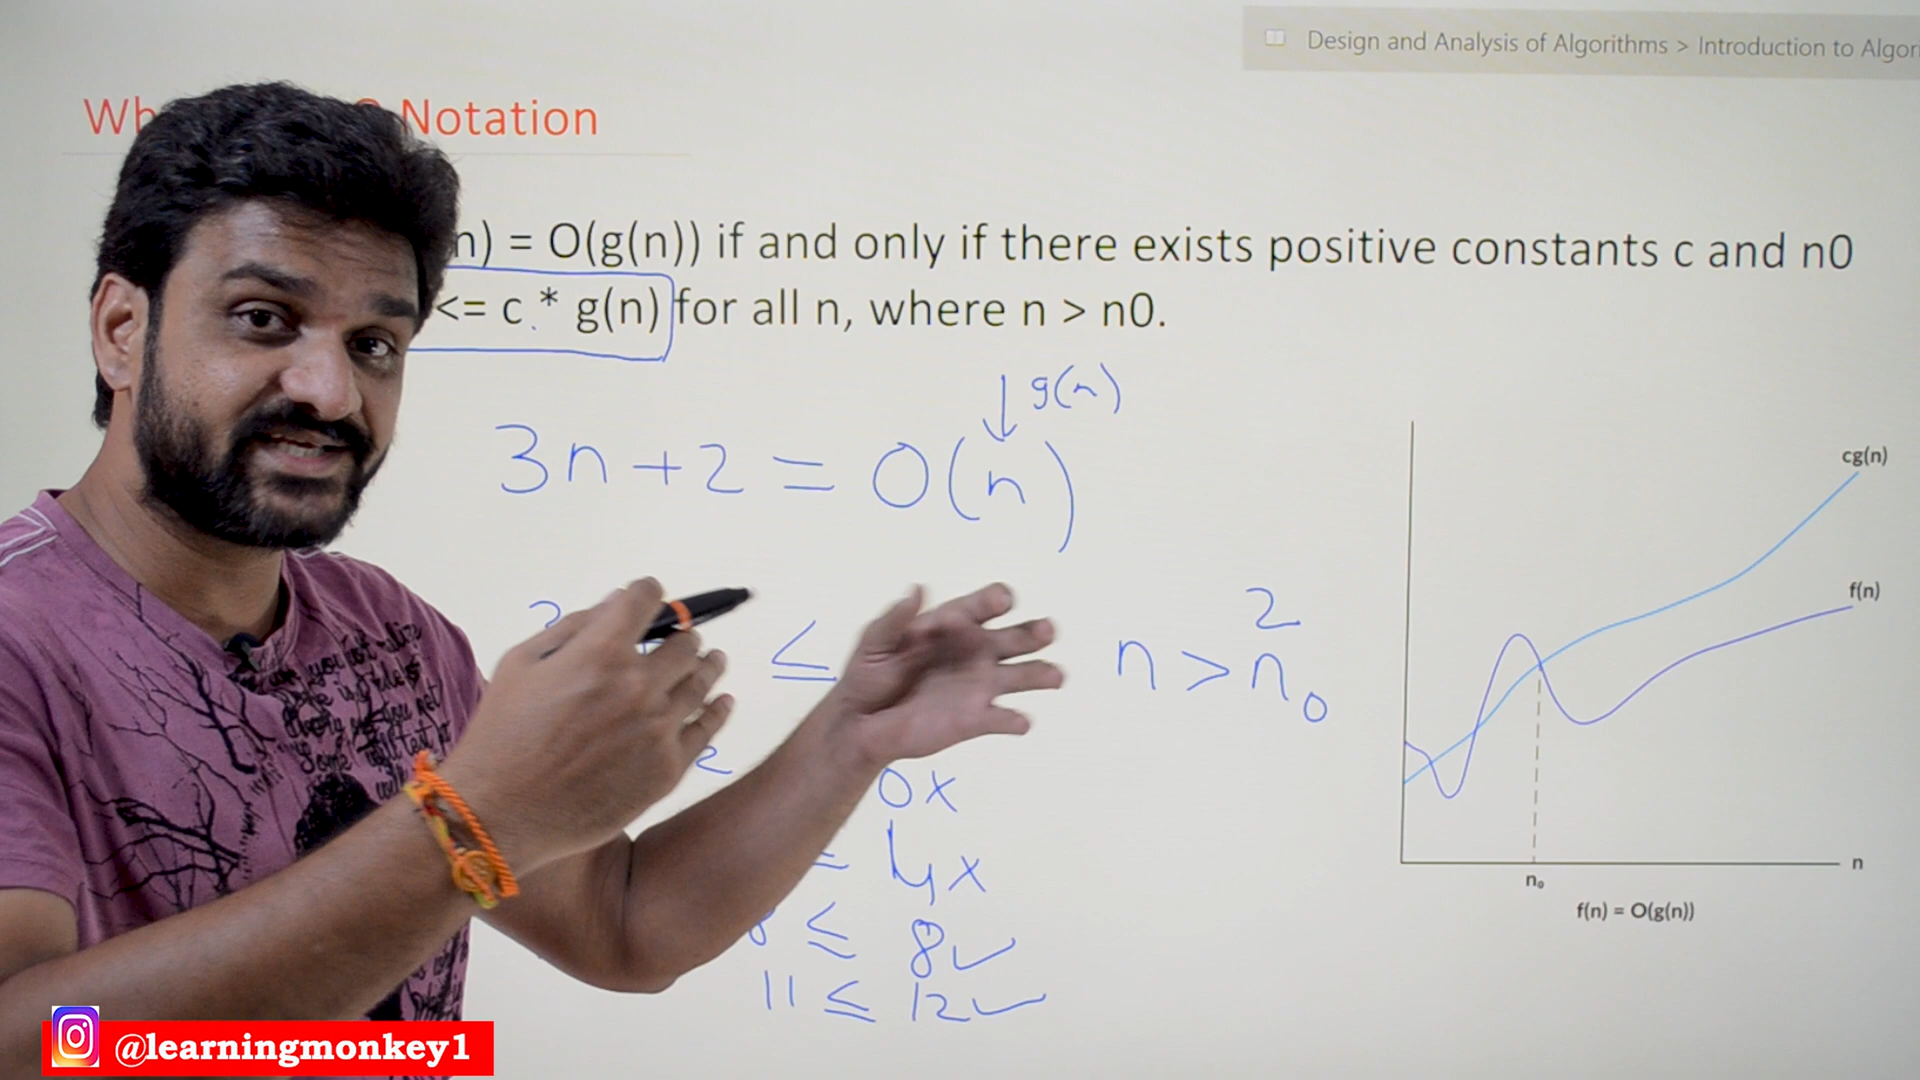 Design and Analysis of Algorithms > Introduction to Algor
Notation
n) = O(g(n)) if and only if there exists positive constants c and n0
<= c * g(n) for all n, where n > n0.
g(n)
3n+2 = O(n)
≤
n > n₀
2
2
0x
4x
8 ≤ 8✓
11 ≤ 12✓
cg(n)
f(n)
n
n₀
f(n) = O(g(n))
@learningmonkey1